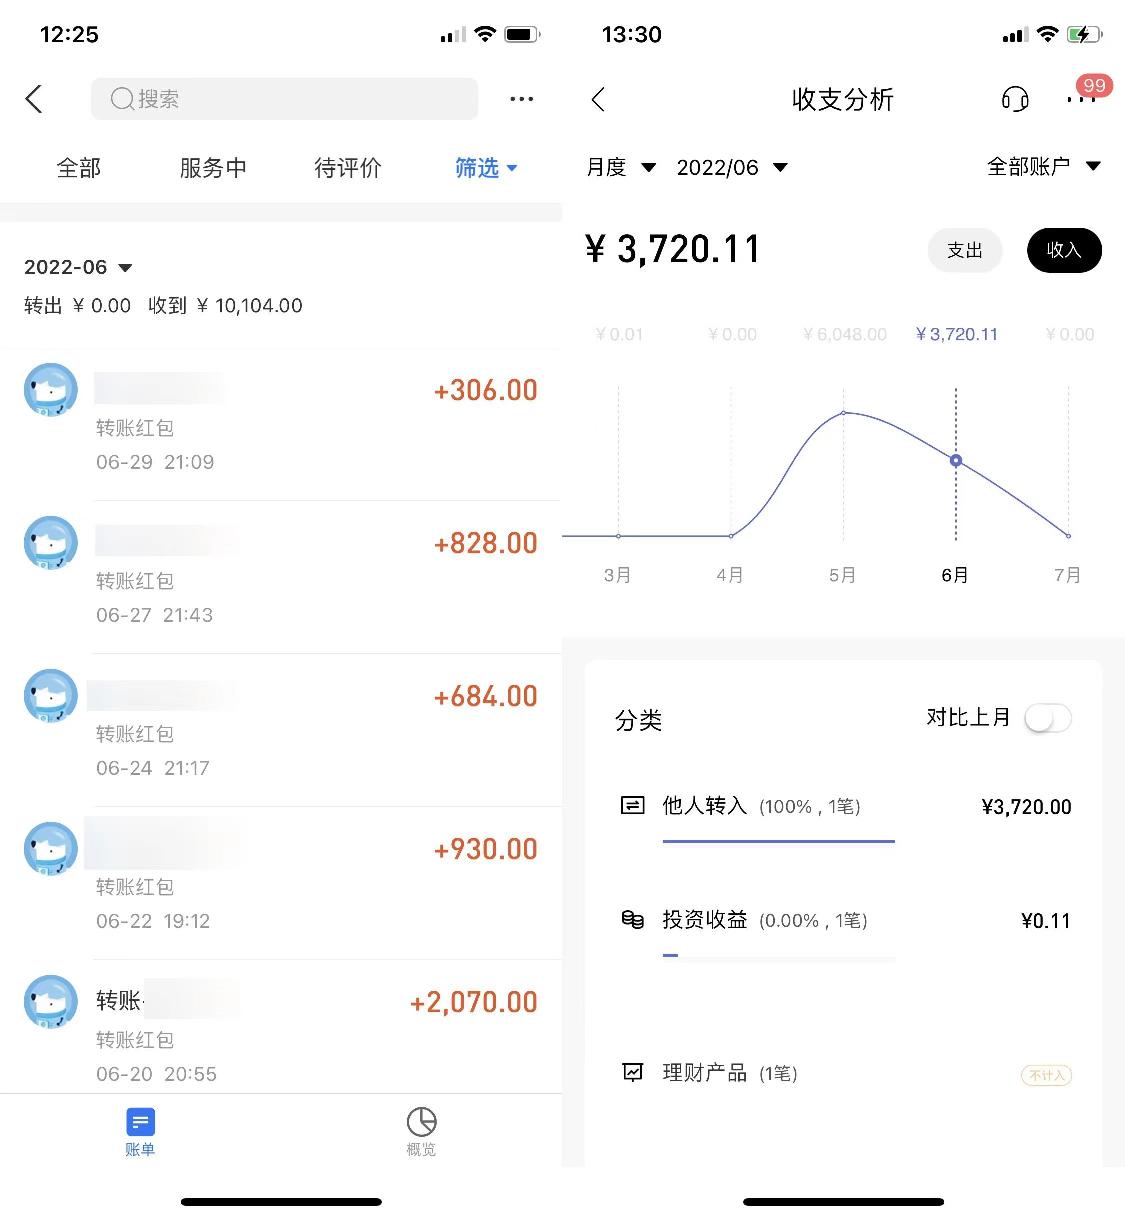 12:25
搜索
全部 服务中 待评价 筛选
2022-06
转出 ¥ 0.00 收到 ¥ 10,104.00
+306.00
转账红包
06-29 21:09
+828.00
转账红包
06-27 21:43
+684.00
转账红包
06-24 21:17
+930.00
转账红包
06-22 19:12
转账· +2,070.00
转账红包
06-20 20:55
账单 概览
13:30
收支分析 99
月度 2022/06 全部账户
¥ 3,720.11 支出 收入
¥0.01 ¥0.00 ¥6,048.00 ¥3,720.11 ¥0.00
3月 4月 5月 6月 7月
分类 对比上月
他人转入 (100% , 1笔) ¥3,720.00
投资收益 (0.00% , 1笔) ¥0.11
理财产品 (1笔) 不计入